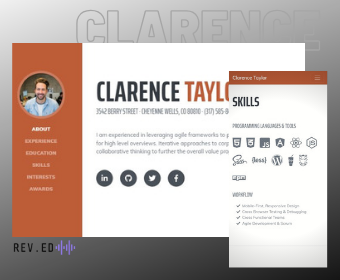 CLARENCE
CLARENCE TAYLO
3542 BERRY STREET · CHEYENNE WELLS, CO 80810 · (317) 585-8
I am experienced in leveraging agile frameworks to p
for high level overviews. Iterative approaches to corp
collaborative thinking to further the overall value pro
ABOUT
EXPERIENCE
EDUCATION
SKILLS
INTERESTS
AWARDS
Clarence Taylor
SKILLS
PROGRAMMING LANGUAGES & TOOLS
Sass
{less}
npm
WORKFLOW
Mobile-First, Responsive Design
Cross Browser Testing & Debugging
Cross Functional Teams
Agile Development & Scrum
REV.ED